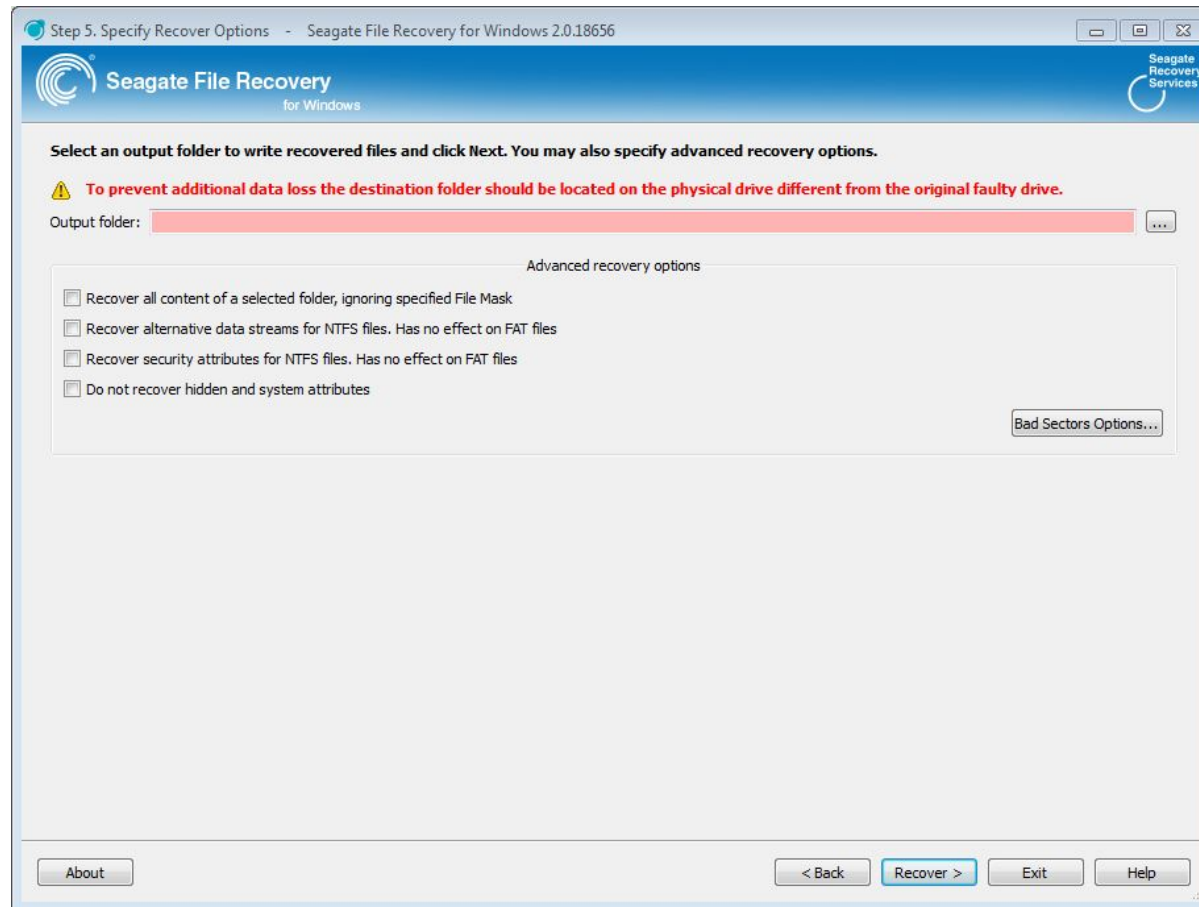 Step 5. Specify Recover Options - Seagate File Recovery for Windows 2.0.18656
Seagate File Recovery
for Windows
Seagate
Recovery
Services
Select an output folder to write recovered files and click Next. You may also specify advanced recovery options.
To prevent additional data loss the destination folder should be located on the physical drive different from the original faulty drive.
Output folder:
...
Advanced recovery options
Recover all content of a selected folder, ignoring specified File Mask
Recover alternative data streams for NTFS files. Has no effect on FAT files
Recover security attributes for NTFS files. Has no effect on FAT files
Do not recover hidden and system attributes
Bad Sectors Options...
About
< Back
Recover >
Exit
Help